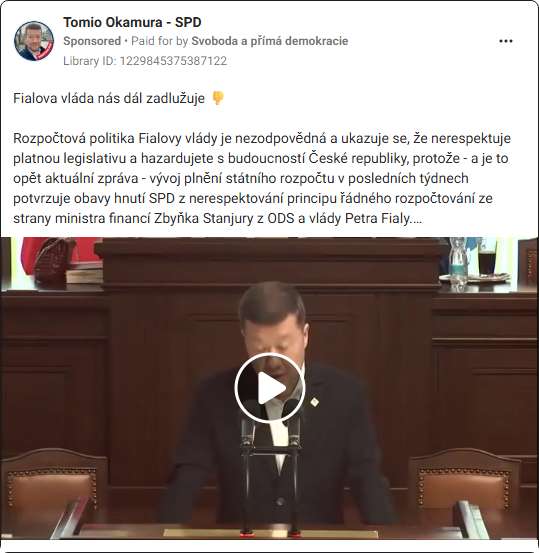 Tomio Okamura - SPD
Sponsored • Paid for by Svoboda a přímá demokracie
Library ID: 1229845375387122
Fialova vláda nás dál zadlužuje 👎
Rozpočtová politika Fialovy vlády je nezodpovědná a ukazuje se, že nerespektuje
platnou legislativu a hazardujete s budoucností České republiky, protože - a je to
opět aktuální zpráva - vývoj plnění státního rozpočtu v posledních týdnech
potvrzuje obavy hnutí SPD z nerespektování principu řádného rozpočtování ze
strany ministra financí Zbyňka Stanjury z ODS a vlády Petra Fialy....